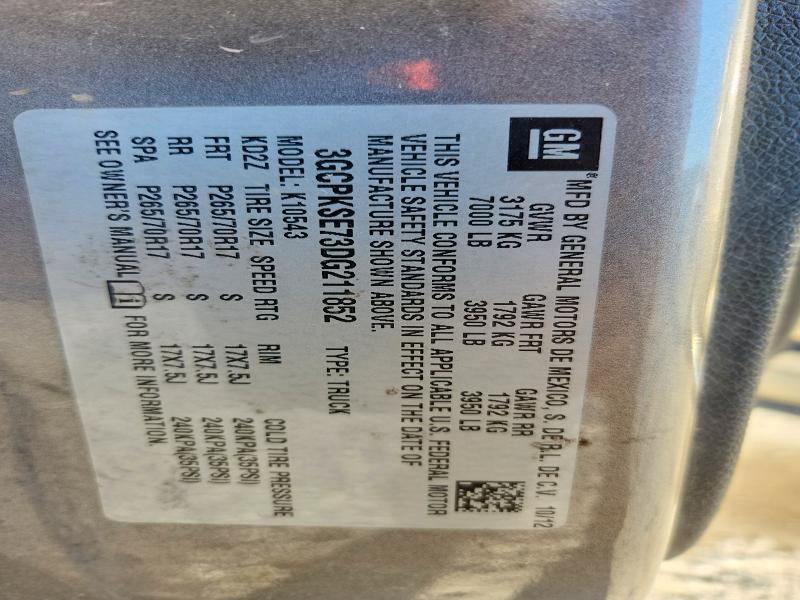 GM
MFD BY GENERAL MOTORS DE MEXICO, S. DE R.L. DE C.V. 10/12
GVWR GAWR FRT GAWR RR
3175 KG 1792 KG 1792 KG
7000 LB 3950 LB 3950 LB
THIS VEHICLE CONFORMS TO ALL APPLICABLE U.S. FEDERAL MOTOR
VEHICLE SAFETY STANDARDS IN EFFECT ON THE DATE OF
MANUFACTURE SHOWN ABOVE.
3GCPKSE73DG211852 TYPE: TRUCK
MODEL: K10543
KD2Z TIRE SIZE SPEED RTG RIM COLD TIRE PRESSURE
FRT P265/70R17 S 17X7.5J 240KPA(35PSI)
RR P265/70R17 S 17X7.5J 240KPA(35PSI)
SPA P265/70R17 S 17X7.5J 240KPA(35PSI)
SEE OWNER'S MANUAL FOR MORE INFORMATION